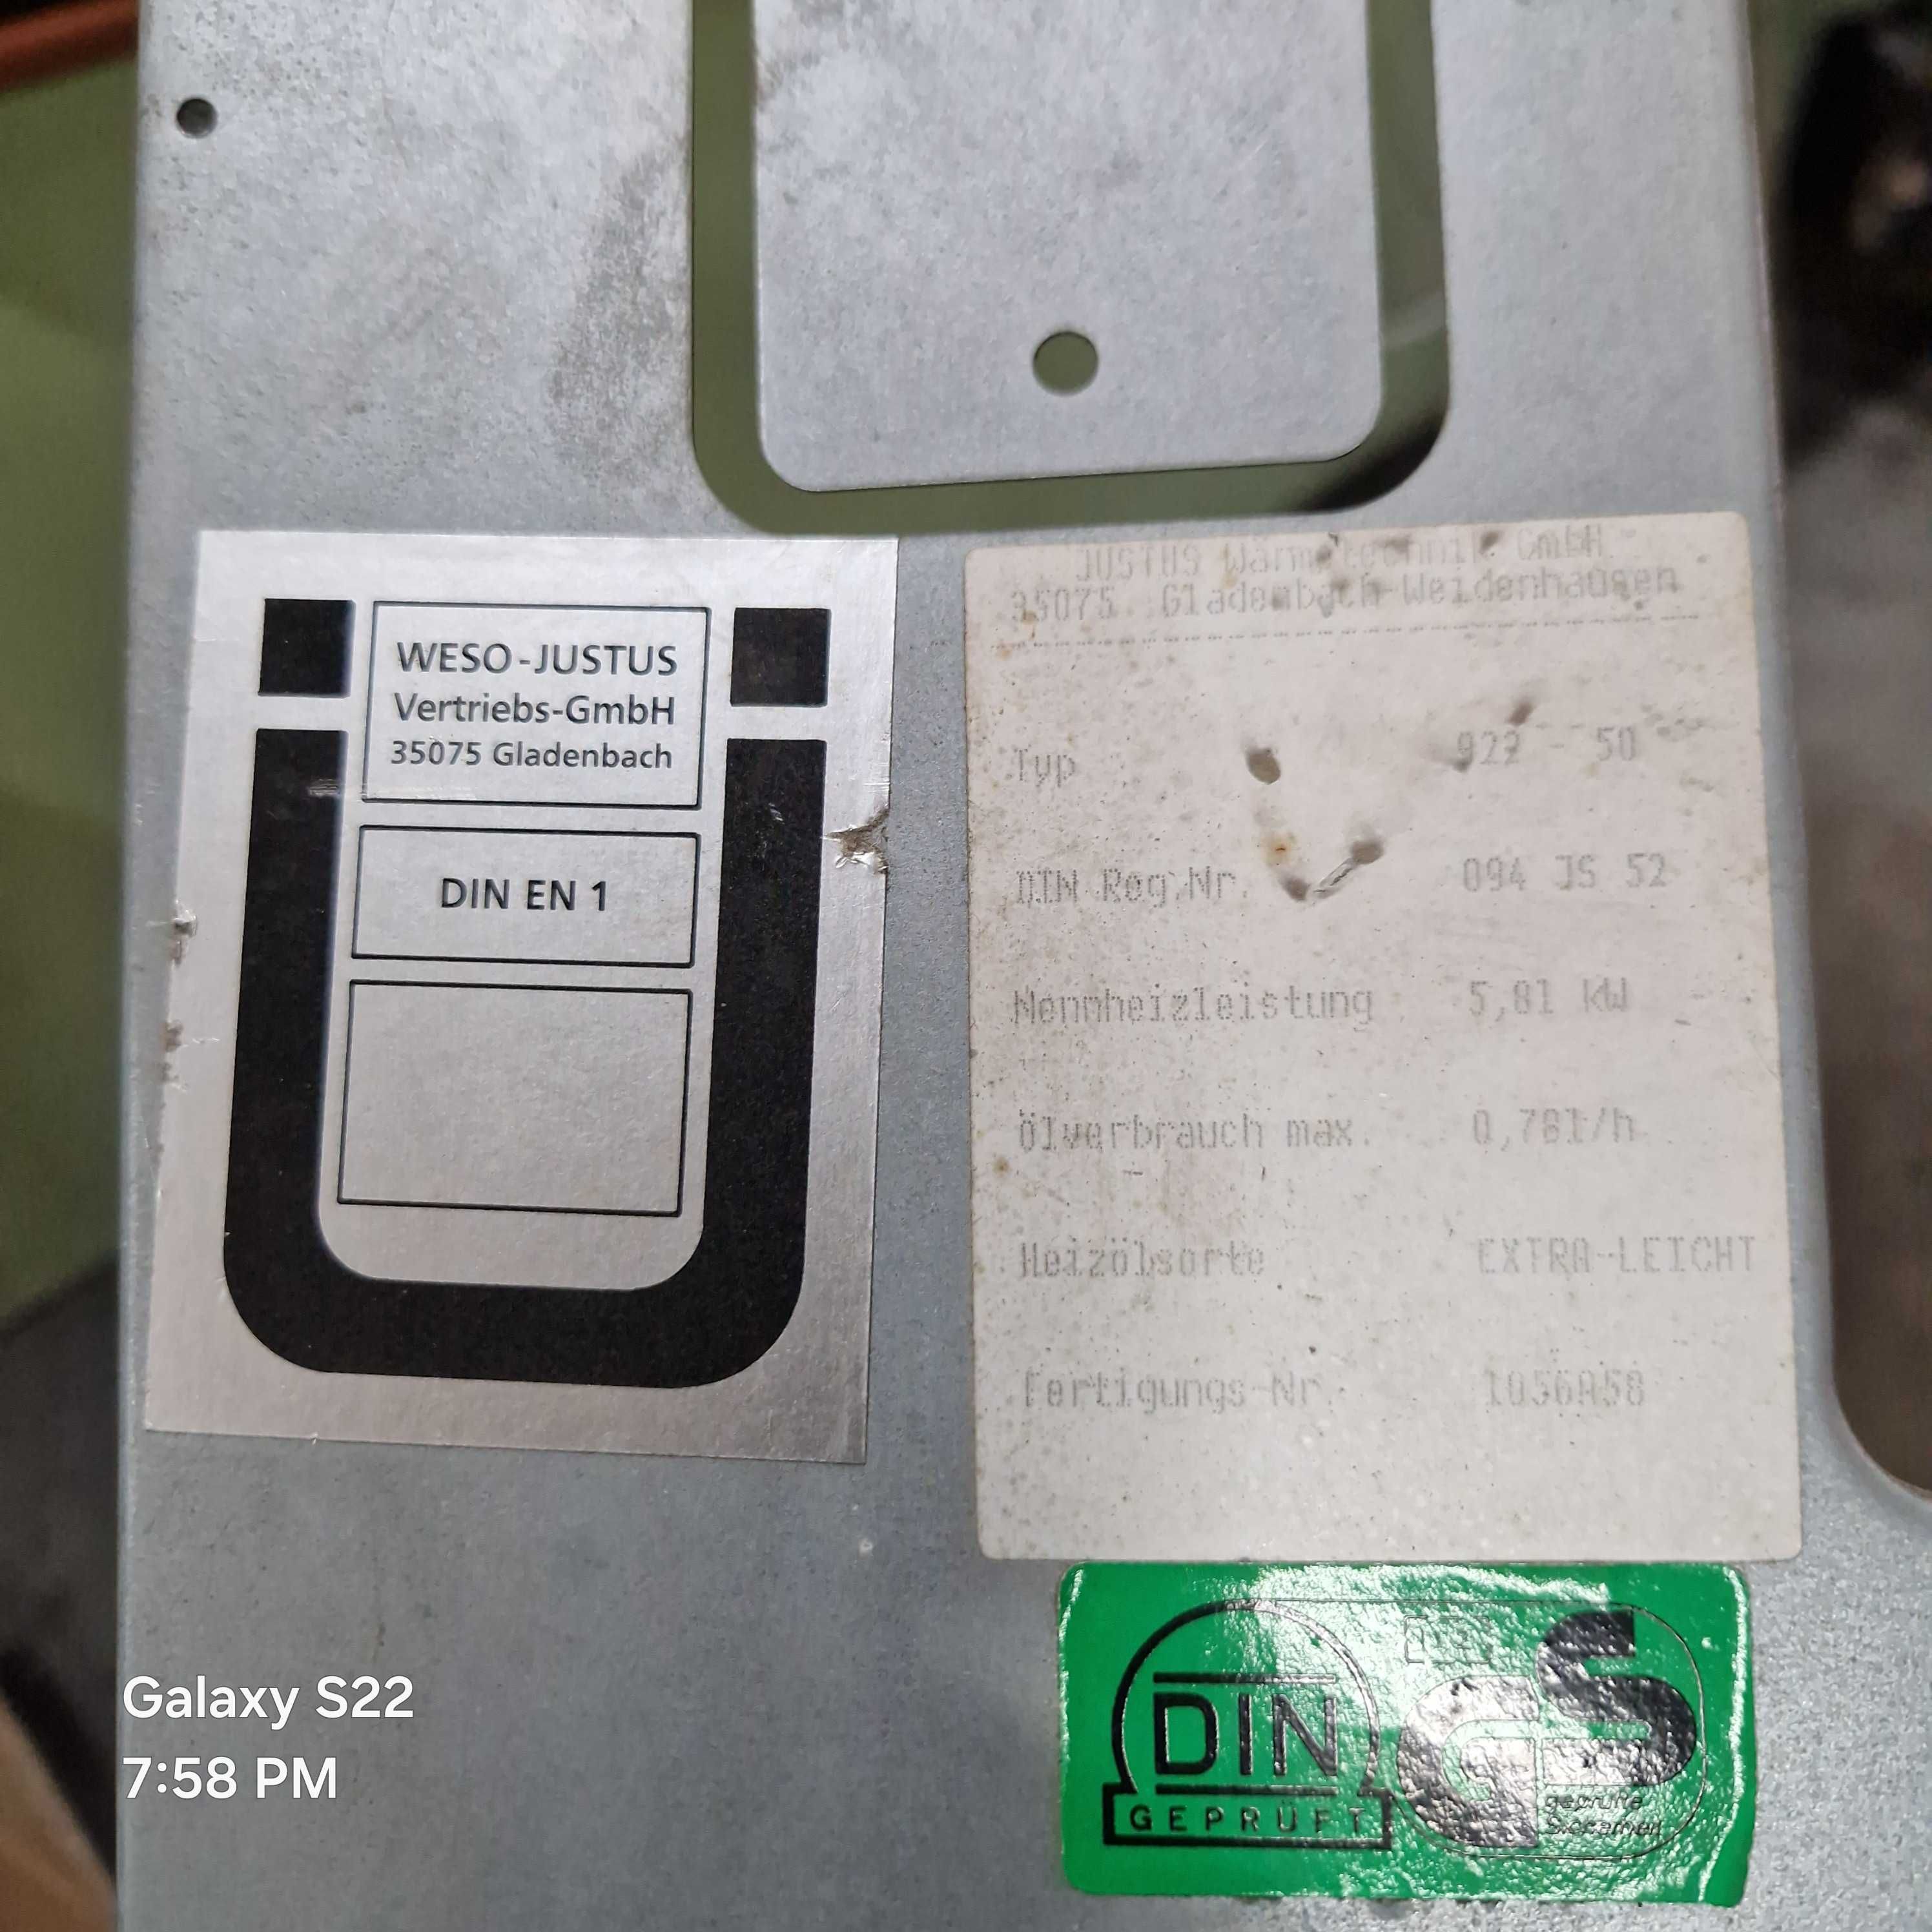 WESO-JUSTUS
Vertriebs-GmbH
35075 Gladenbach
DIN EN 1
JUSTUS Wärmetechnik GmbH
35075 Gladenbach-Weidenhausen
Typ 922 - 50
DIN Reg.Nr. 094 JS 52
Nennheizleistung 5,81 KW
ölverbrauch max. 0,78l/h
Heizölsorte EXTRA-LEICHT
Fertigungs-Nr. 1056A58
DIN
GEPRÜFT
GS
geprüfte
Sicherheit
Galaxy S22
7:58 PM